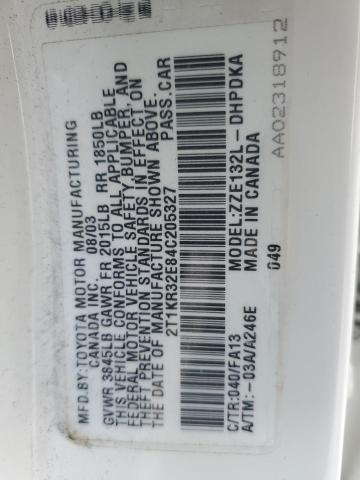 MFD.BY:TOYOTA MOTOR MANUFACTURING
CANADA INC. 08/03
GVWR 3845LB GAWR FR 2015LB RR 1850LB
THIS VEHICLE CONFORMS TO ALL APPLICABLE
FEDERAL MOTOR VEHICLE SAFETY,BUMPER, AND
THEFT PREVENTION STANDARDS IN EFFECT ON
THE DATE OF MANUFACTURE SHOWN ABOVE.
2T1KR32E84C205327 PASS.CAR
C/TR:040/FA13 MODEL:ZZE132L-DHPDKA
A/TM:-03A/A246E MADE IN CANADA
049
AA02318912